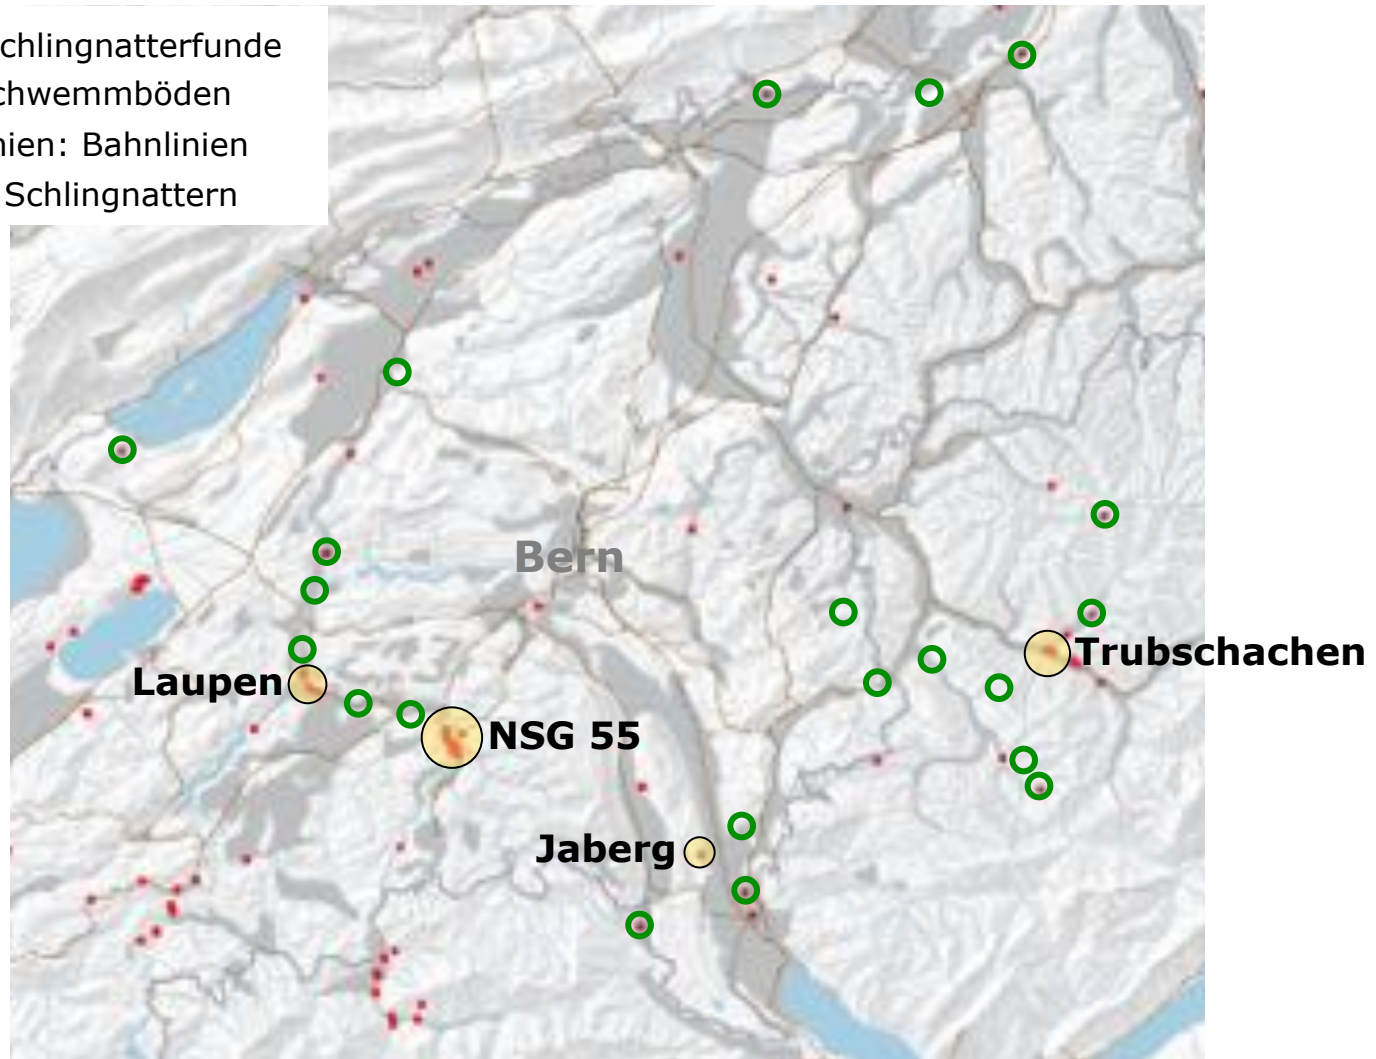 chlingnatterfunde
chwemmböden
nien: Bahnlinien
Schlingnattern
Bern
Trubschachen
Laupen
NSG 55
Jaberg